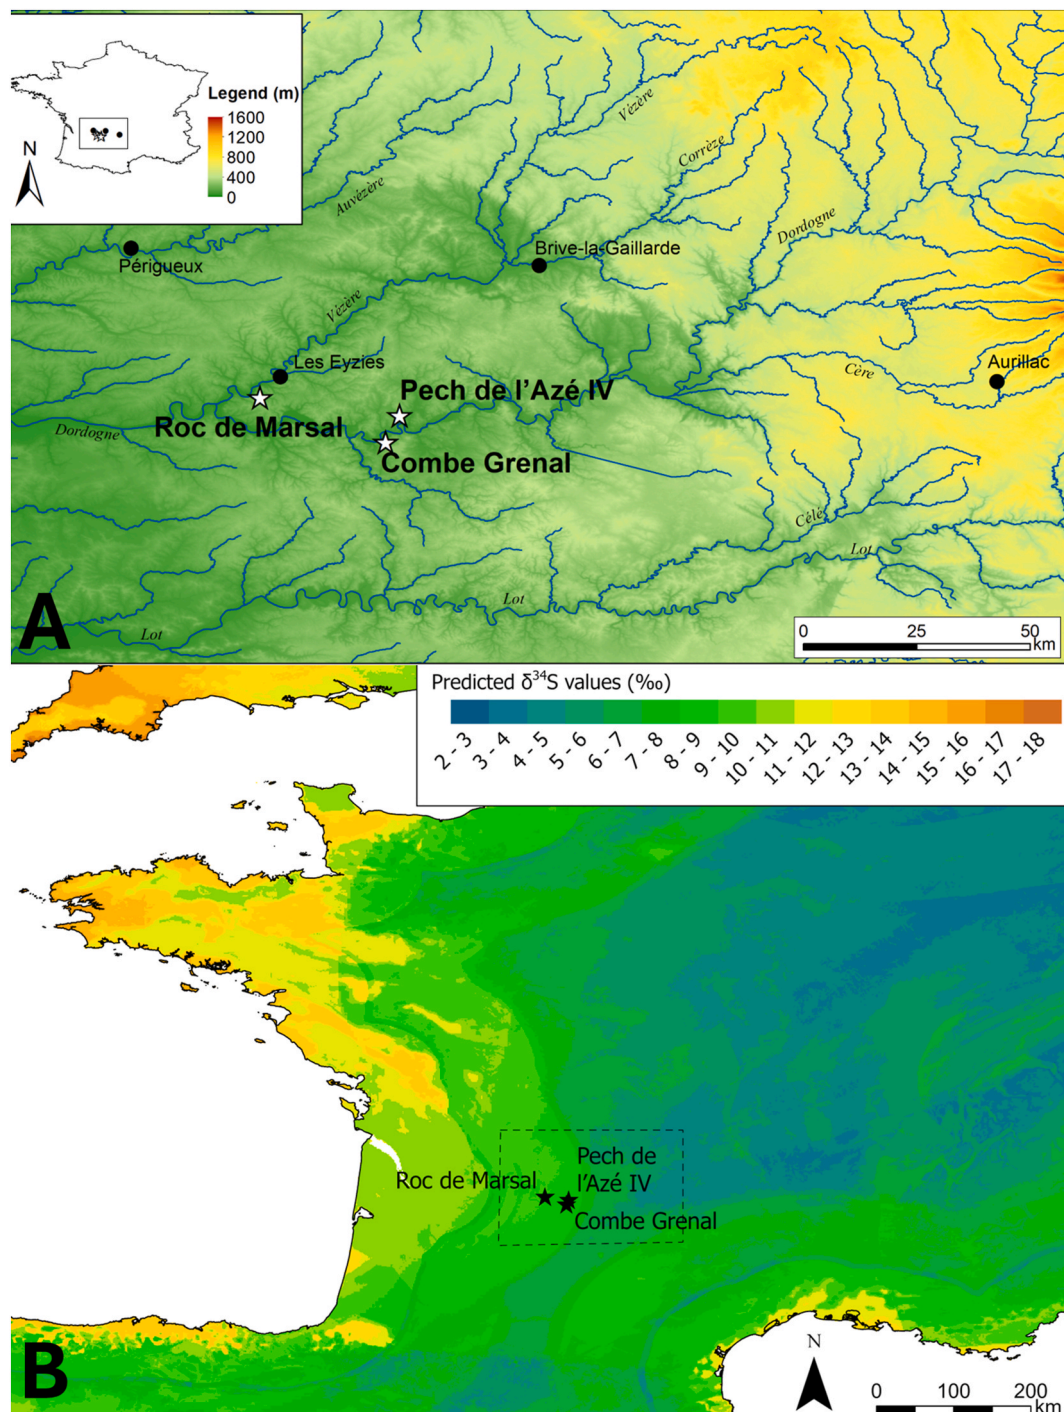 Legend (m)
1600
1200
800
400
0
N
Vézère
Corrèze
Auvézère
Dordogne
Périgueux
Brive-la-Gaillarde
Vézère
Les Eyzies
Aurillac
Cère
Pech de l'Azé IV
Roc de Marsal
Dordogne
Combe Grenal
Célé
Lot
Lot
Lot
A
0 25 50
km
Predicted δ³⁴S values (‰)
2 - 3
3 - 4
4 - 5
5 - 6
6 - 7
7 - 8
8 - 9
9 - 10
10 - 11
11 - 12
12 - 13
13 - 14
14 - 15
15 - 16
16 - 17
17 - 18
Pech de
l'Azé IV
Roc de Marsal
Combe Grenal
B
N
0 100 200
km